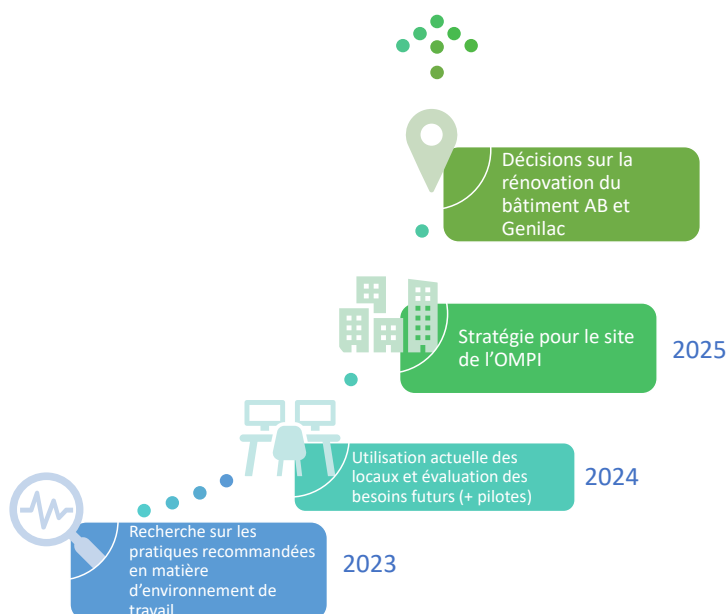 Décisions sur la
rénovation du
bâtiment AB et
Genilac
Stratégie pour le site
de l'OMPI
2025
Utilisation actuelle des
locaux et évaluation des
besoins futurs (+ pilotes)
2024
Recherche sur les
pratiques recommandées
en matière
d'environnement de
travail
2023